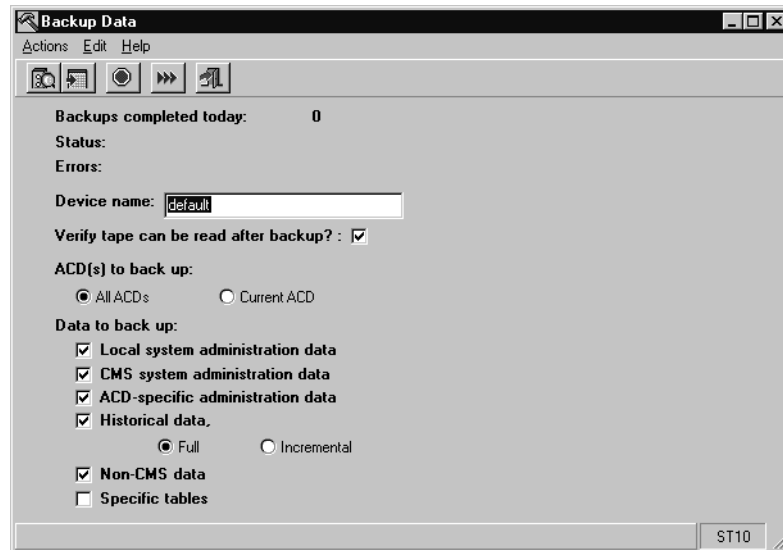 Backup Data
Actions Edit Help
Backups completed today: 0
Status:
Errors:
Device name: default
Verify tape can be read after backup? :
ACD(s) to back up:
All ACDs Current ACD
Data to back up:
Local system administration data
CMS system administration data
ACD-specific administration data
Historical data,
Full Incremental
Non-CMS data
Specific tables
ST10